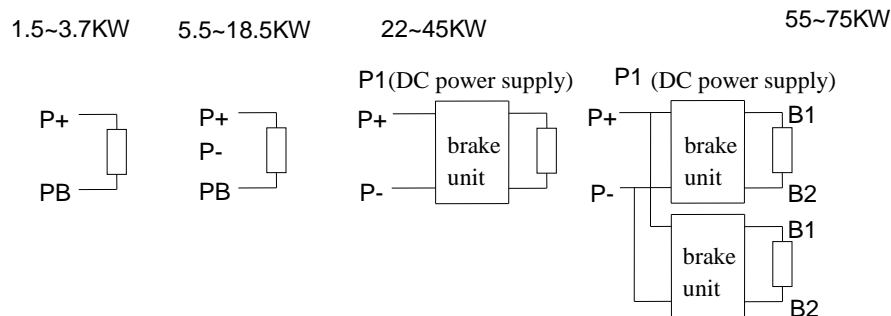 1.5~3.7KW
5.5~18.5KW
22~45KW
55~75KW
P+
PB
P+
P-
PB
P1(DC power supply)
P+
P-
brake
unit
P1 (DC power supply)
P+
P-
brake
unit
B1
B2
brake
unit
B1
B2